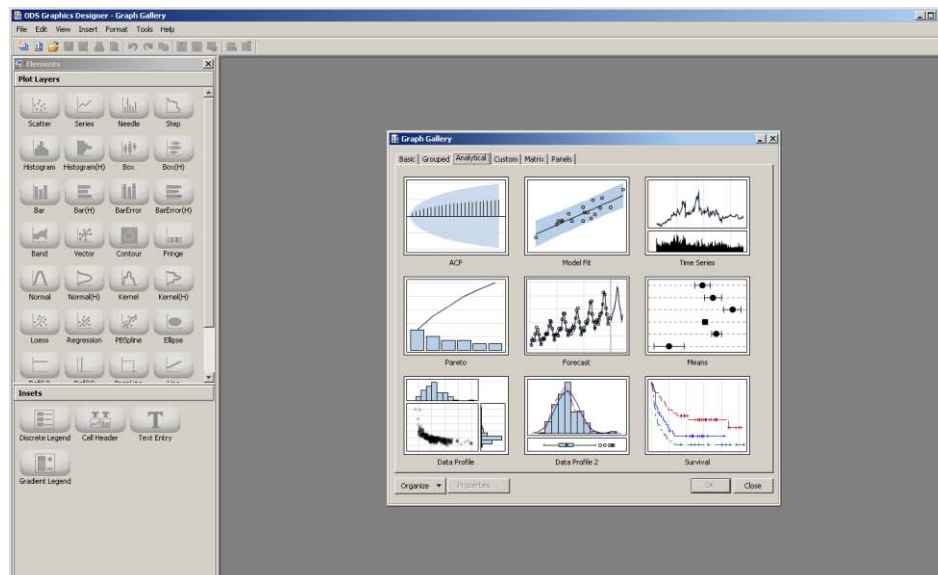 ODS Graphics Designer - Graph Gallery
File Edit View Insert Format Tools Help
Elements
Plot Layers
Scatter Series Needle Step
Histogram Histogram(H) Box Box(H)
Bar Bar(H) BarError BarError(H)
Band Vector Contour Fringe
Normal Normal(H) Kernel Kernel(H)
Loess Regression PBSpline Ellipse
Insets
Discrete Legend Cell Header Text Entry
Gradient Legend
Graph Gallery
Basic Grouped Analytical Custom Matrix Panels
ACF Model Fit Time Series
Pareto Forecast Means
Data Profile Data Profile 2 Survival
Organize Properties... OK Close